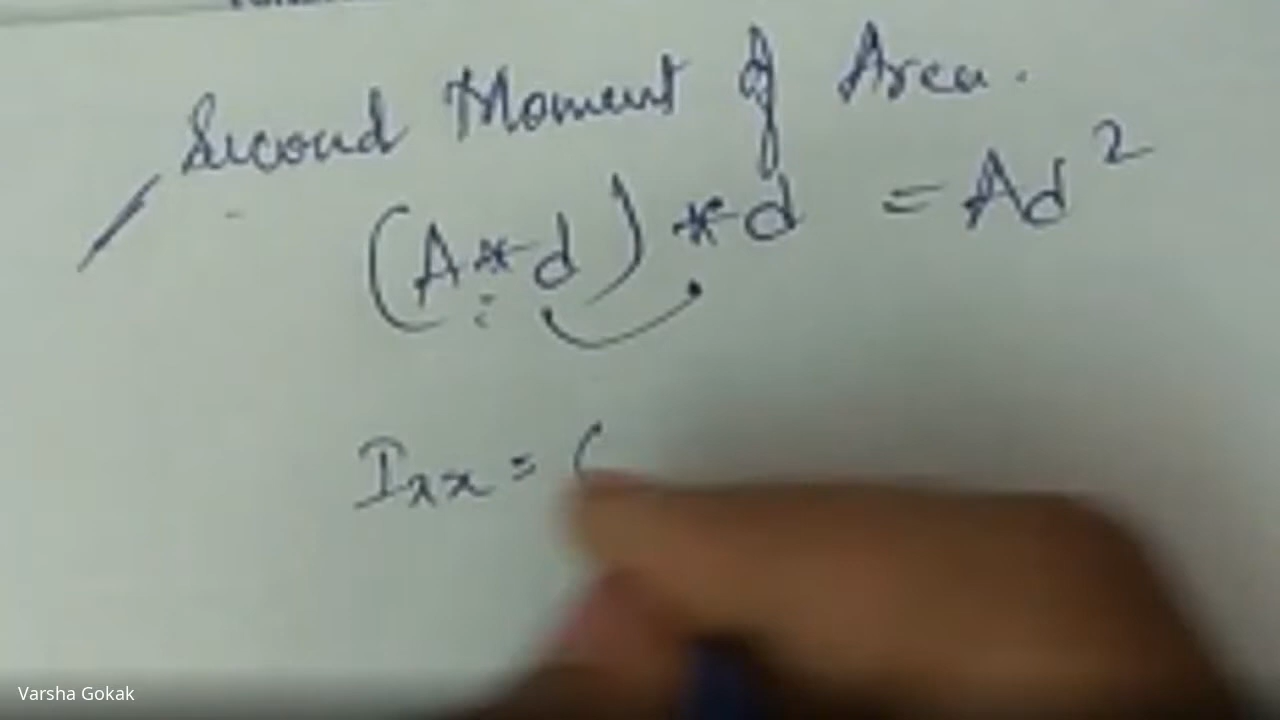 Second Moment of Area.
(A * d) * d = Ad²
Ixx = (
Varsha Gokak